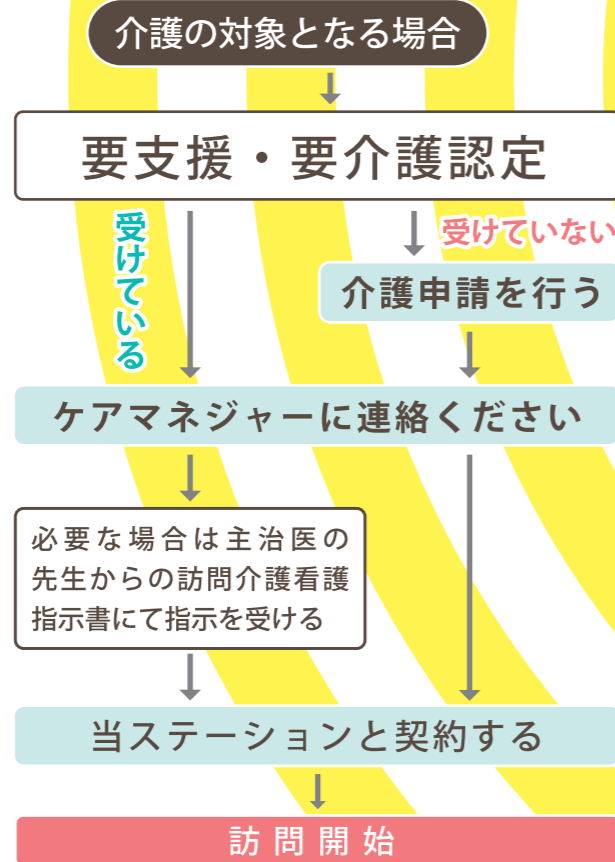 介護の対象となる場合
要支援・要介護認定
受けている
受けていない
介護申請を行う
ケアマネジャーに連絡ください
必要な場合は主治医の
先生からの訪問介護看護
指示書にて指示を受ける
当ステーションと契約する
訪問開始